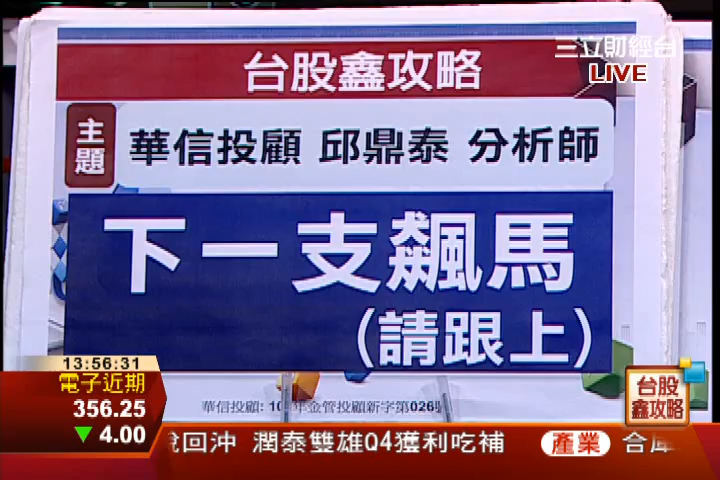 三立財經台
LIVE
台股鑫攻略
主題
華信投顧 邱鼎泰 分析師
下一支飆馬
(請跟上)
華信投顧: 10 年金管投顧新字第026號
13:56:31
電子近期
356.25
▼ 4.00
台股
鑫攻略
回沖 潤泰雙雄Q4獲利吃補 產業 合庫